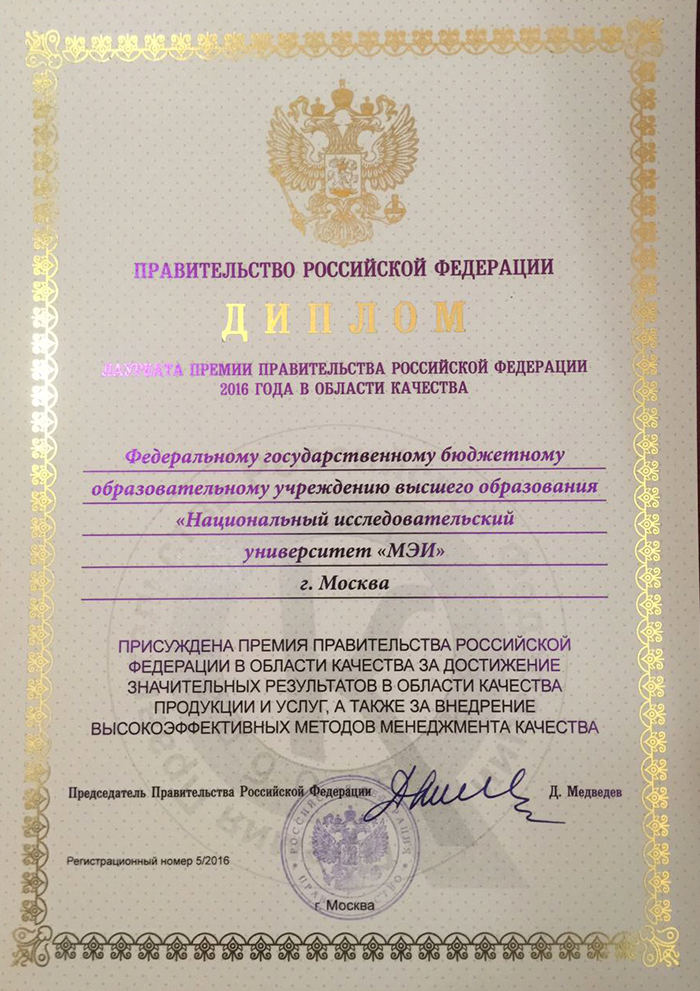 ПРАВИТЕЛЬСТВО РОССИЙСКОЙ ФЕДЕРАЦИИ
ДИПЛОМ
ЛАУРЕАТА ПРЕМИИ ПРАВИТЕЛЬСТВА РОССИЙСКОЙ ФЕДЕРАЦИИ
2016 ГОДА В ОБЛАСТИ КАЧЕСТВА
Федеральному государственному бюджетному
образовательному учреждению высшего образования
«Национальный исследовательский
университет «МЭИ»
г. Москва
ПРИСУЖДЕНА ПРЕМИЯ ПРАВИТЕЛЬСТВА РОССИЙСКОЙ
ФЕДЕРАЦИИ В ОБЛАСТИ КАЧЕСТВА ЗА ДОСТИЖЕНИЕ
ЗНАЧИТЕЛЬНЫХ РЕЗУЛЬТАТОВ В ОБЛАСТИ КАЧЕСТВА
ПРОДУКЦИИ И УСЛУГ, А ТАКЖЕ ЗА ВНЕДРЕНИЕ
ВЫСОКОЭФФЕКТИВНЫХ МЕТОДОВ МЕНЕДЖМЕНТА КАЧЕСТВА
Председатель Правительства Российской Федерации
Д. Медведев
РОССИЙСКАЯ ФЕДЕРАЦИЯ
ПРАВИТЕЛЬСТВО
Регистрационный номер 5/2016
г. Москва